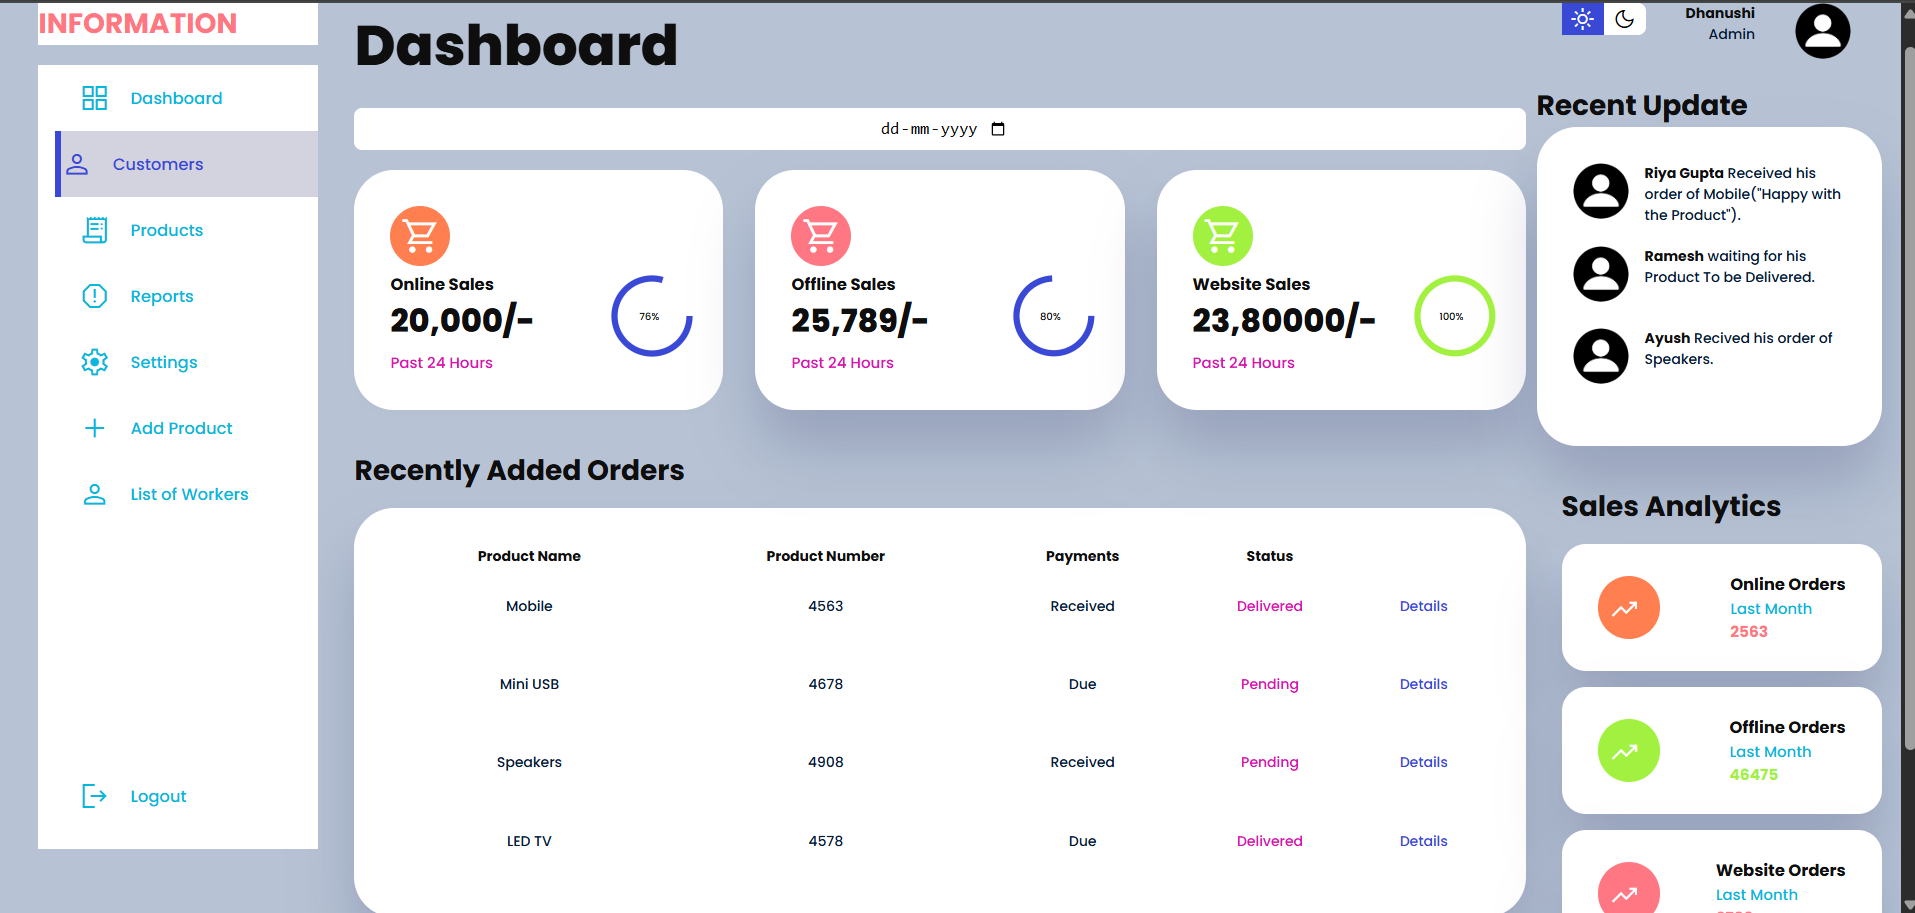 INFORMATION
Dashboard
Customers
Products
Reports
Settings
Add Product
List of Workers
Logout
Dashboard
dd-mm-yyyy
Online Sales
20,000/-
Past 24 Hours
76%
Offline Sales
25,789/-
Past 24 Hours
80%
Website Sales
23,80000/-
Past 24 Hours
100%
Recently Added Orders
Product Name Product Number Payments Status
Mobile 4563 Received Delivered Details
Mini USB 4678 Due Pending Details
Speakers 4908 Received Pending Details
LED TV 4578 Due Delivered Details
Dhanushi
Admin
Recent Update
Riya Gupta Received his
order of Mobile("Happy with
the Product").
Ramesh waiting for his
Product To be Delivered.
Ayush Recived his order of
Speakers.
Sales Analytics
Online Orders
Last Month
2563
Offline Orders
Last Month
46475
Website Orders
Last Month